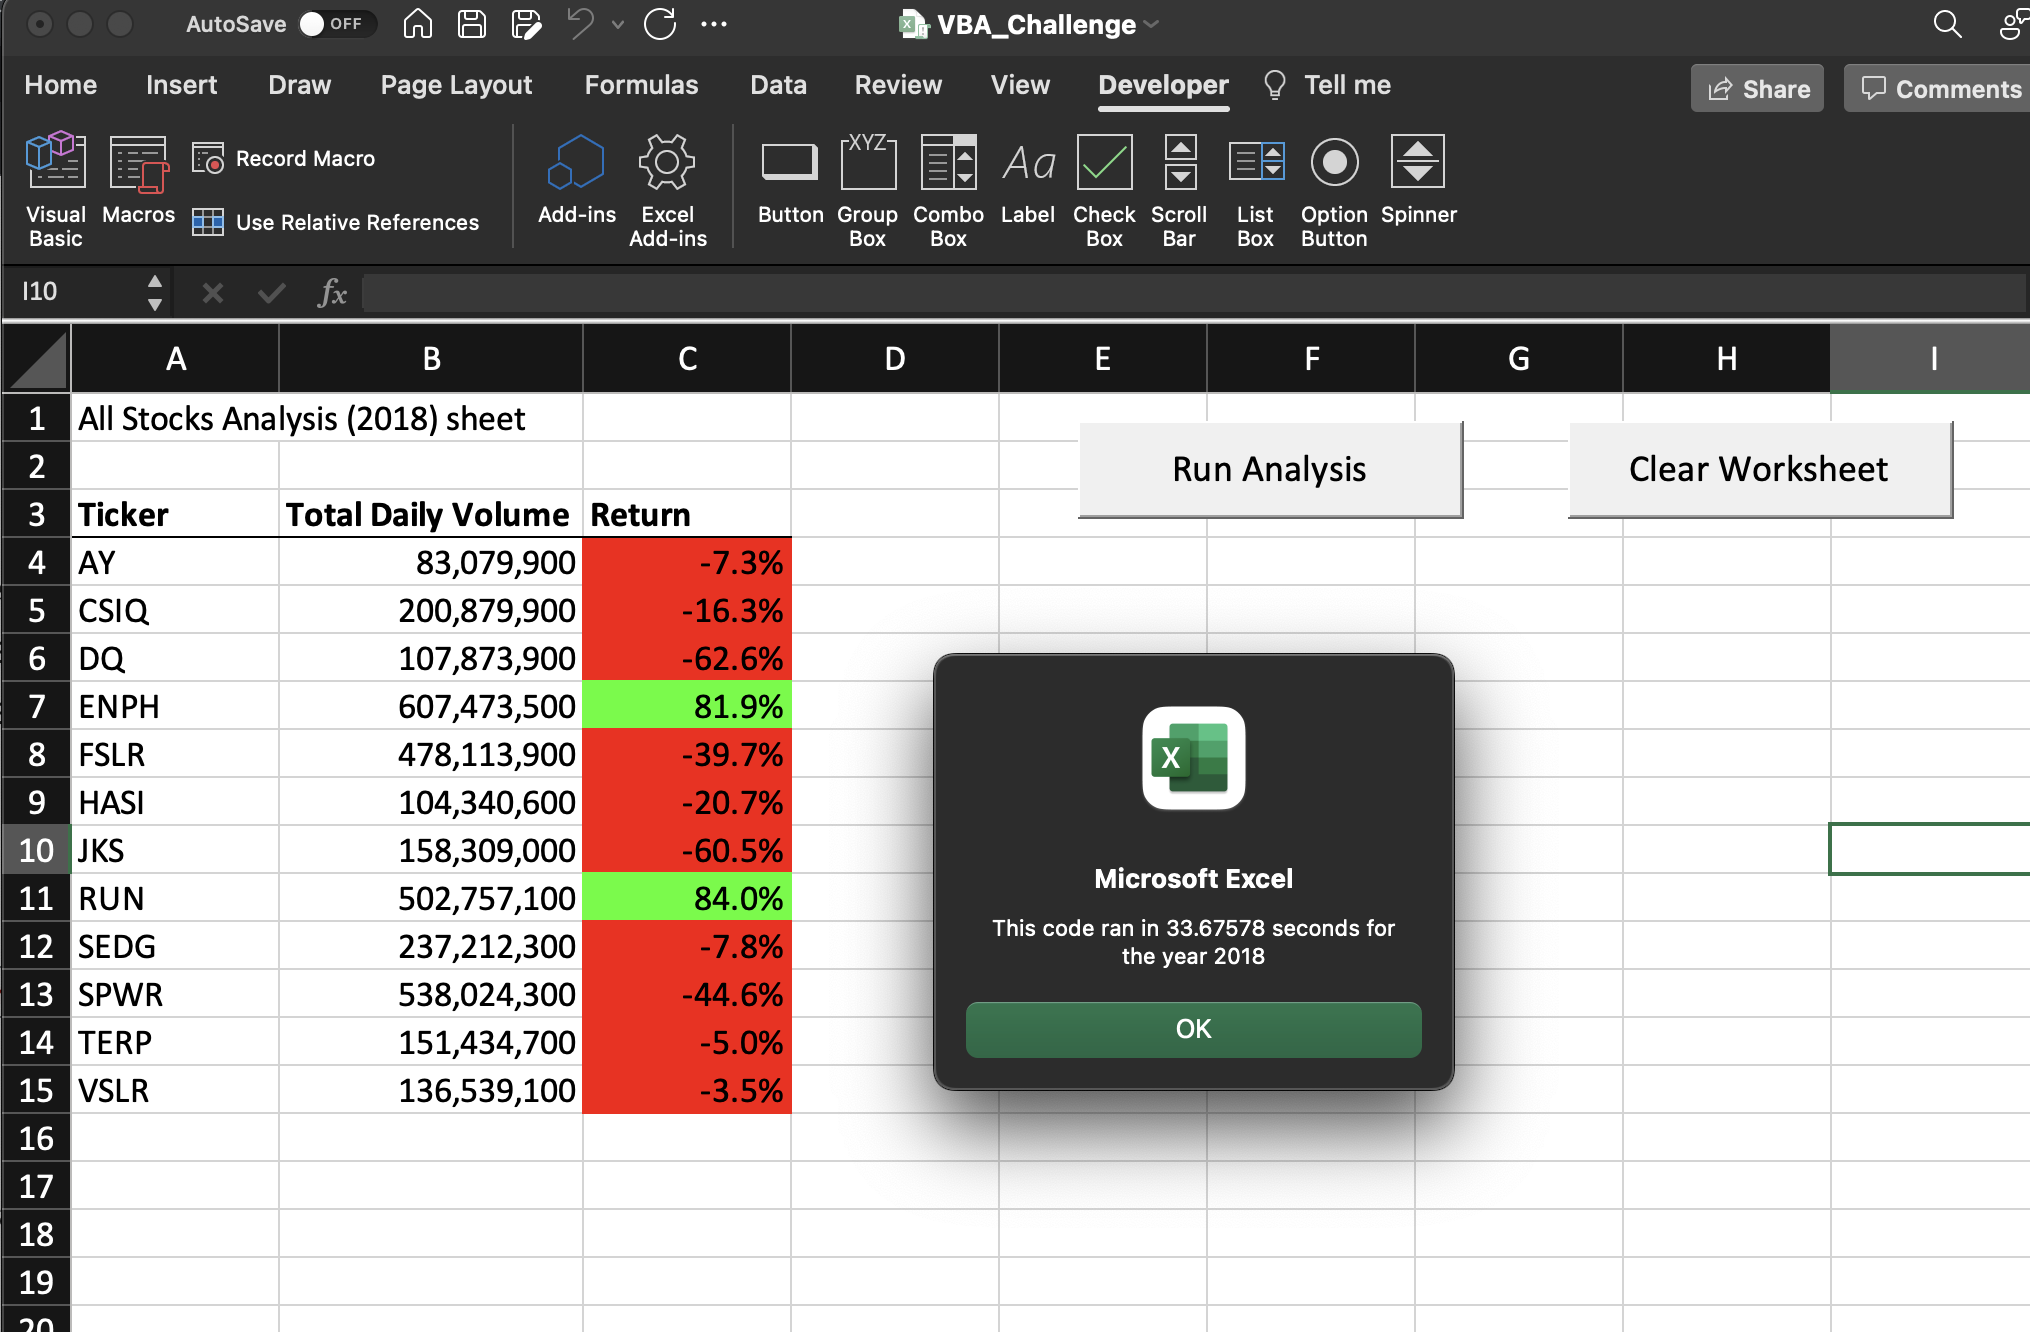 AutoSave OFF VBA_Challenge
Home Insert Draw Page Layout Formulas Data Review View Developer Tell me Share Comments
Visual Basic
Macros
Record Macro
Use Relative References
Add-ins
Excel Add-ins
Button
XYZ
Group Box
Combo Box
Aa
Label
Check Box
Scroll Bar
List Box
Option Button
Spinner
I10 fx
A B C D E F G H I
1 All Stocks Analysis (2018) sheet
Run Analysis Clear Worksheet
2
3 Ticker Total Daily Volume Return
4 AY 83,079,900 -7.3%
5 CSIQ 200,879,900 -16.3%
6 DQ 107,873,900 -62.6%
7 ENPH 607,473,500 81.9%
8 FSLR 478,113,900 -39.7%
9 HASI 104,340,600 -20.7%
10 JKS 158,309,000 -60.5%
11 RUN 502,757,100 84.0%
12 SEDG 237,212,300 -7.8%
13 SPWR 538,024,300 -44.6%
14 TERP 151,434,700 -5.0%
15 VSLR 136,539,100 -3.5%
16
17
18
19
20
X
Microsoft Excel
This code ran in 33.67578 seconds for
the year 2018
OK